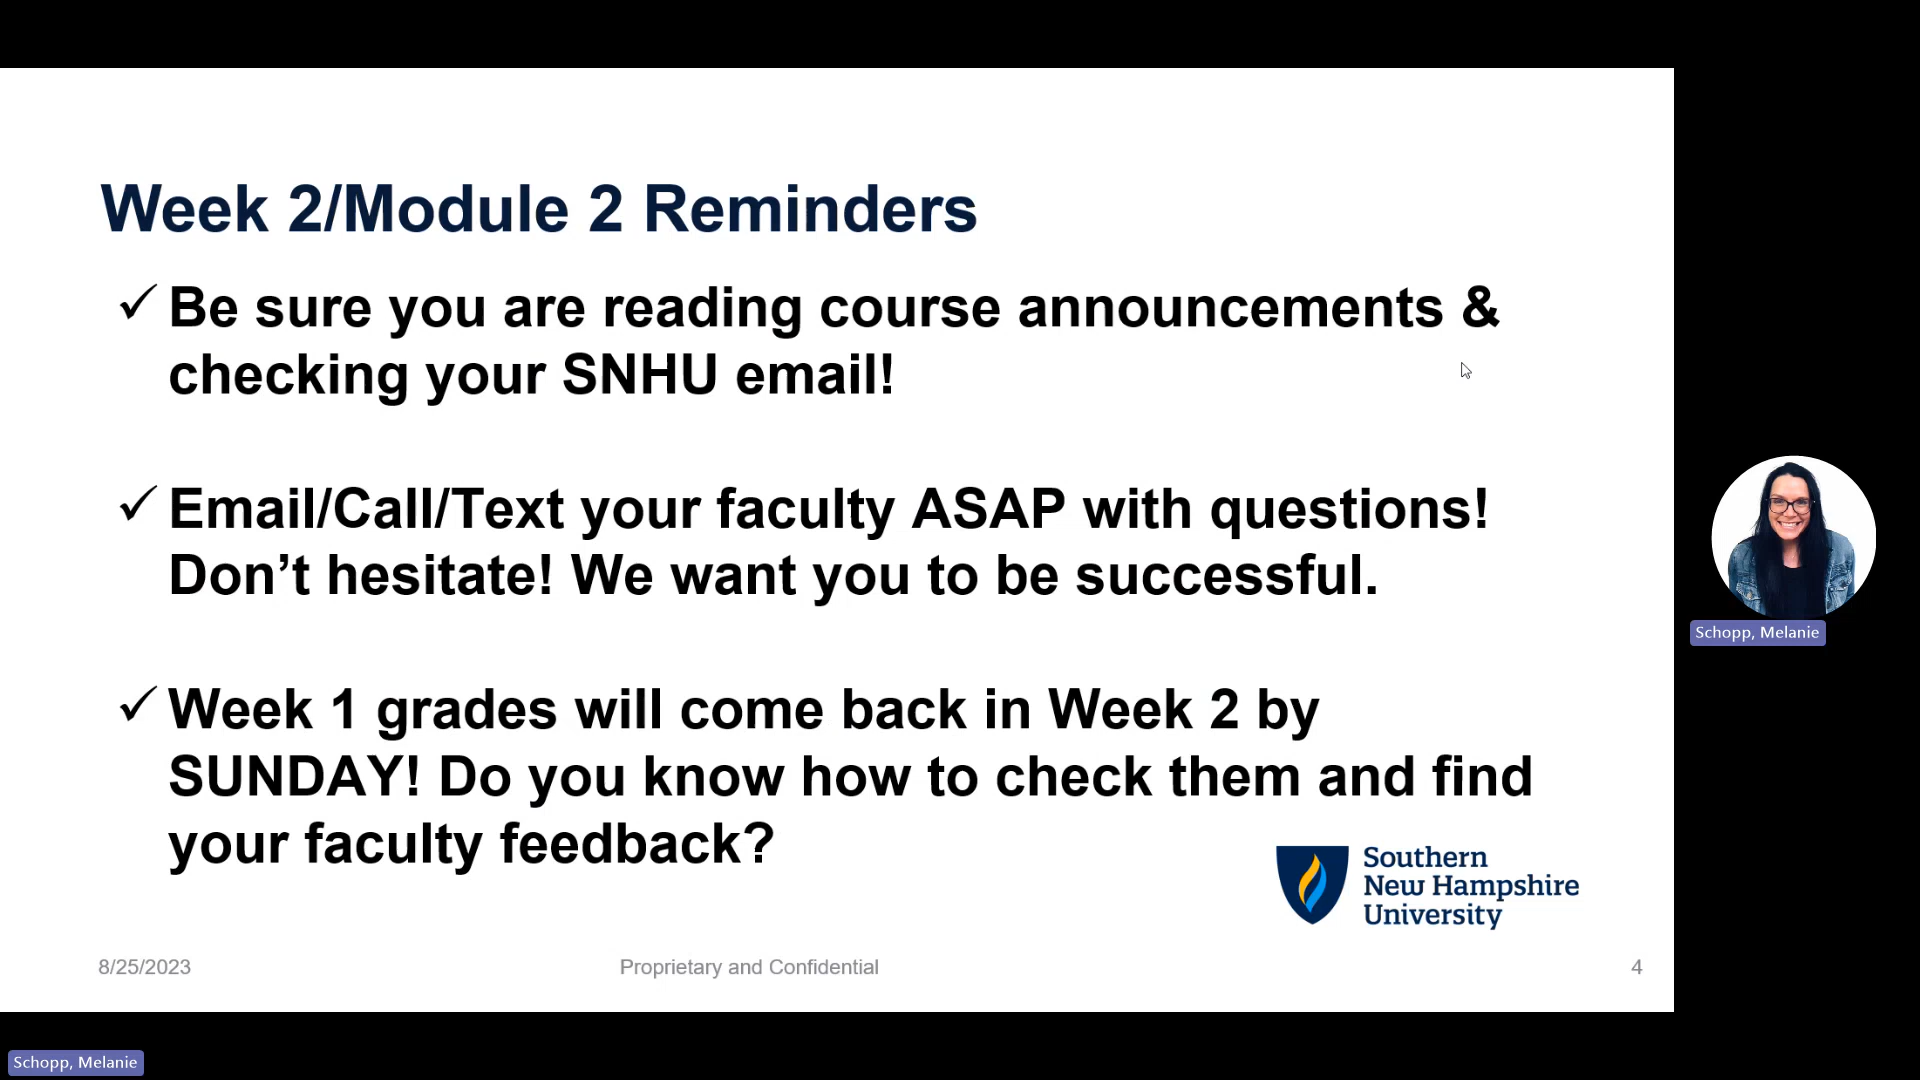 Week 2/Module 2 Reminders
✓ Be sure you are reading course announcements &
checking your SNHU email!
✓ Email/Call/Text your faculty ASAP with questions!
Don’t hesitate! We want you to be successful.
✓ Week 1 grades will come back in Week 2 by
SUNDAY! Do you know how to check them and find
your faculty feedback?
Southern
New Hampshire
University
8/25/2023
Proprietary and Confidential
4
Schopp, Melanie
Schopp, Melanie